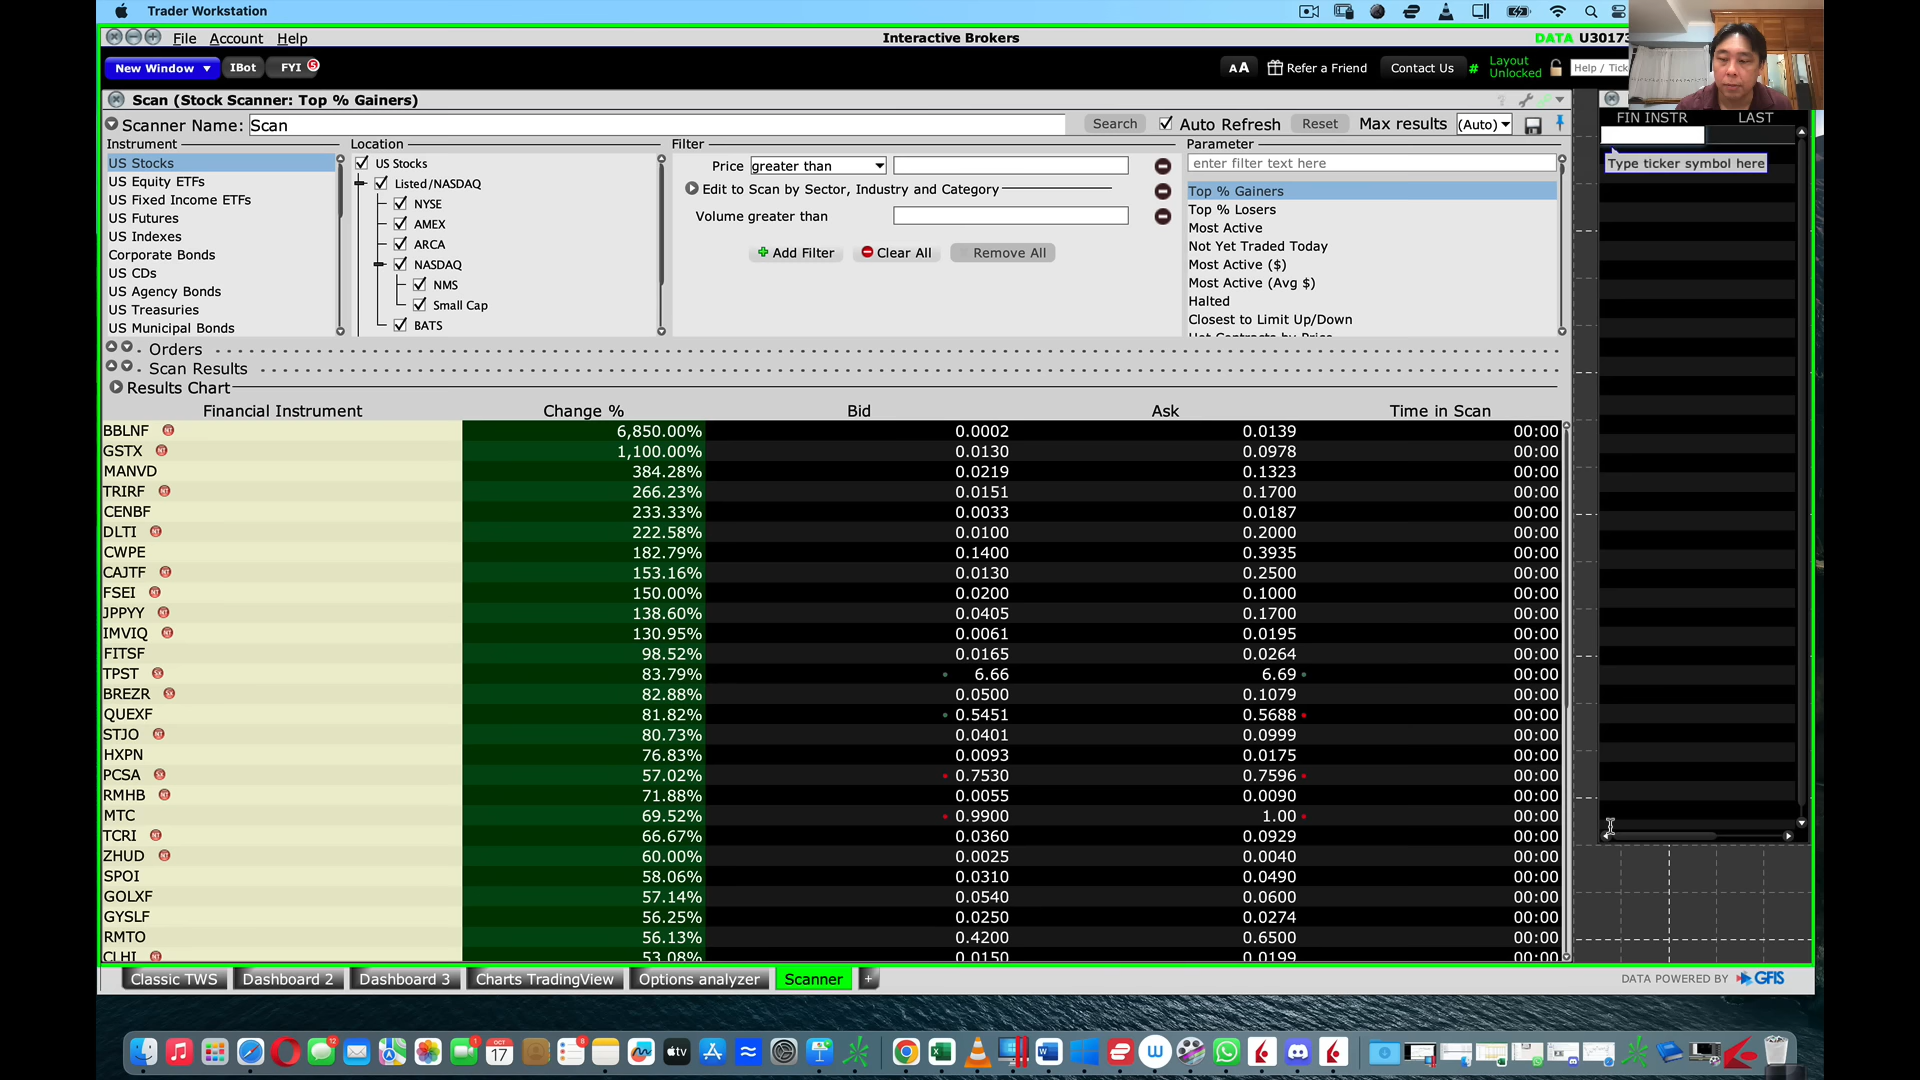 Trader Workstation
File Account Help
Interactive Brokers
DATA U3017
New Window
IBot
FYI 5
AA
Refer a Friend
Contact Us
#
Layout Unlocked
Help / Tick
Scan (Stock Scanner: Top % Gainers)
Scanner Name: Scan
Search
Auto Refresh
Reset
Max results (Auto)
Instrument
US Stocks
US Equity ETFs
US Fixed Income ETFs
US Futures
US Indexes
Corporate Bonds
US CDs
US Agency Bonds
US Treasuries
US Municipal Bonds
Location
US Stocks
Listed/NASDAQ
NYSE
AMEX
ARCA
NASDAQ
NMS
Small Cap
BATS
Filter
Price greater than
Edit to Scan by Sector, Industry and Category
Volume greater than
Add Filter
Clear All
Remove All
Parameter
enter filter text here
Top % Gainers
Top % Losers
Most Active
Not Yet Traded Today
Most Active ($)
Most Active (Avg $)
Halted
Closest to Limit Up/Down
Hot Contracts by Price
FIN INSTR LAST
Type ticker symbol here
Orders
Scan Results
Results Chart
Financial Instrument Change % Bid Ask Time in Scan
BBLNF 6,850.00% 0.0002 0.0139 00:00
GSTX 1,100.00% 0.0130 0.0978 00:00
MANVD 384.28% 0.0219 0.1323 00:00
TRIRF 266.23% 0.0151 0.1700 00:00
CENBF 233.33% 0.0033 0.0187 00:00
DLTI 222.58% 0.0100 0.2000 00:00
CWPE 182.79% 0.1400 0.3935 00:00
CAJTF 153.16% 0.0130 0.2500 00:00
FSEI 150.00% 0.0200 0.1000 00:00
JPPYY 138.60% 0.0405 0.1700 00:00
IMVIQ 130.95% 0.0061 0.0195 00:00
FITSF 98.52% 0.0165 0.0264 00:00
TPST 83.79% 6.66 6.69 00:00
BREZR 82.88% 0.0500 0.1079 00:00
QUEXF 81.82% 0.5451 0.5688 00:00
STJO 80.73% 0.0401 0.0999 00:00
HXPN 76.83% 0.0093 0.0175 00:00
PCSA 57.02% 0.7530 0.7596 00:00
RMHB 71.88% 0.0055 0.0090 00:00
MTC 69.52% 0.9900 1.00 00:00
TCRI 66.67% 0.0360 0.0929 00:00
ZHUD 60.00% 0.0025 0.0040 00:00
SPOI 58.06% 0.0310 0.0490 00:00
GOLXF 57.14% 0.0540 0.0600 00:00
GYSLF 56.25% 0.0250 0.0274 00:00
RMTO 56.13% 0.4200 0.6500 00:00
CLHI 53.08% 0.0150 0.0199 00:00
Classic TWS
Dashboard 2
Dashboard 3
Charts TradingView
Options analyzer
Scanner
+
DATA POWERED BY GFIS
OCT
17
tv